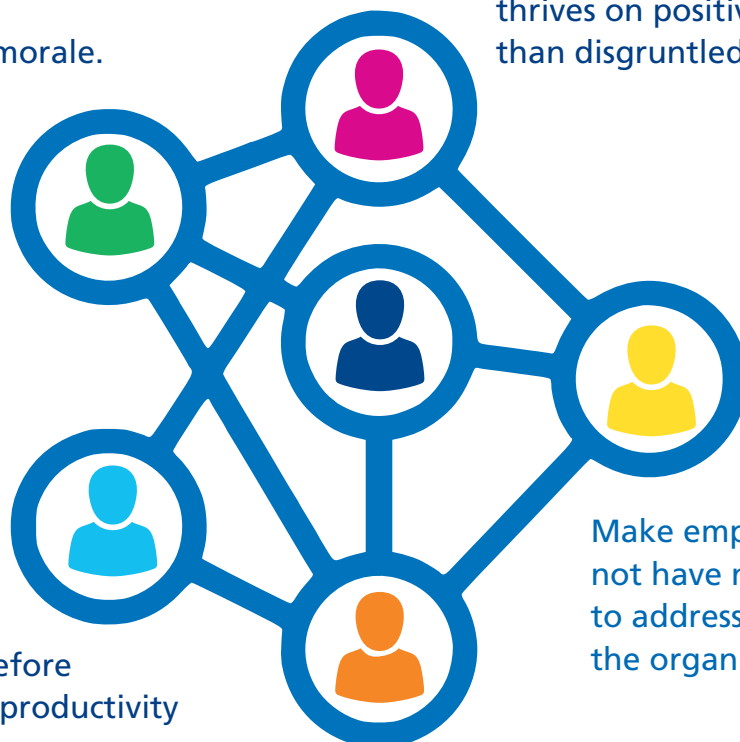 morale.
thrives on positiv
than disgruntled
Make emp
not have r
to address
the organ
efore
productivity